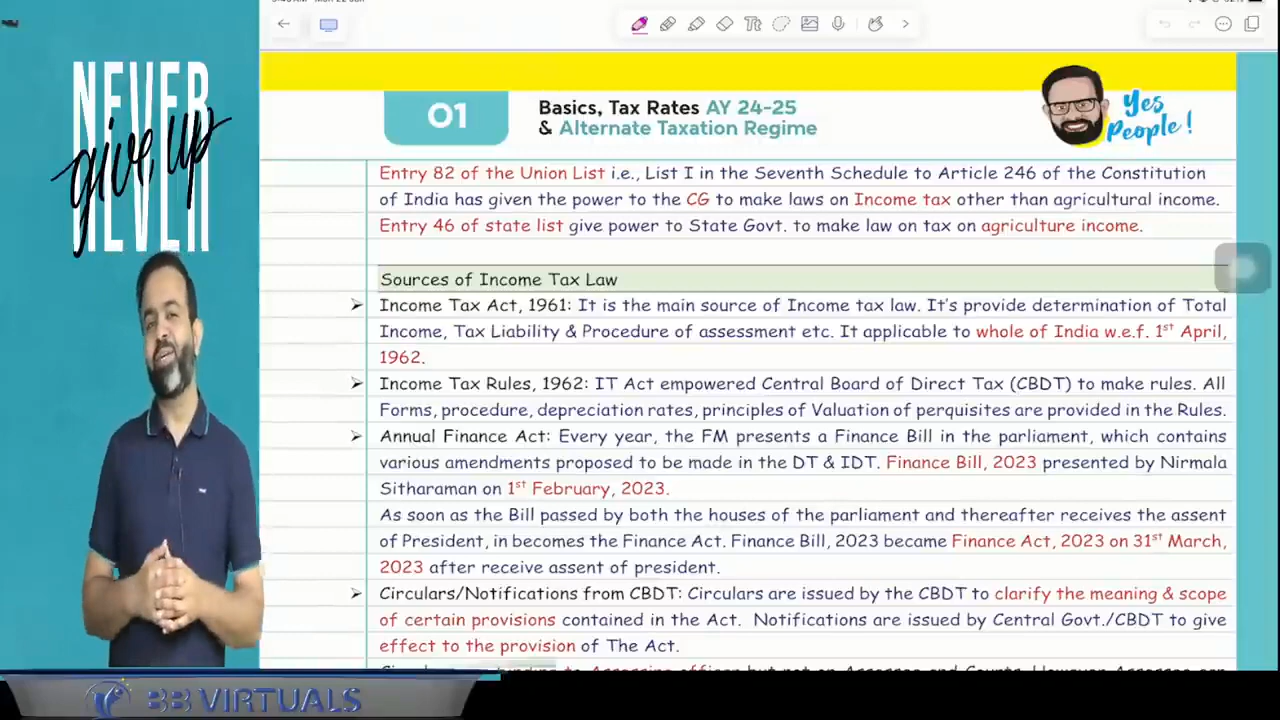 NEVER
give up
NEVER
01
Basics, Tax Rates AY 24-25
& Alternate Taxation Regime
Yes
People!
Entry 82 of the Union List i.e., List I in the Seventh Schedule to Article 246 of the Constitution
of India has given the power to the CG to make laws on Income tax other than agricultural income.
Entry 46 of state list give power to State Govt. to make law on tax on agriculture income.
Sources of Income Tax Law
➢ Income Tax Act, 1961: It is the main source of Income tax law. It's provide determination of Total
Income, Tax Liability & Procedure of assessment etc. It applicable to whole of India w.e.f. 1st April,
1962.
➢ Income Tax Rules, 1962: IT Act empowered Central Board of Direct Tax (CBDT) to make rules. All
Forms, procedure, depreciation rates, principles of Valuation of perquisites are provided in the Rules.
➢ Annual Finance Act: Every year, the FM presents a Finance Bill in the parliament, which contains
various amendments proposed to be made in the DT & IDT. Finance Bill, 2023 presented by Nirmala
Sitharaman on 1st February, 2023.
As soon as the Bill passed by both the houses of the parliament and thereafter receives the assent
of President, in becomes the Finance Act. Finance Bill, 2023 became Finance Act, 2023 on 31st March,
2023 after receive assent of president.
➢ Circulars/Notifications from CBDT: Circulars are issued by the CBDT to clarify the meaning & scope
of certain provisions contained in the Act. Notifications are issued by Central Govt./CBDT to give
effect to the provision of The Act.
BB VIRTUALS